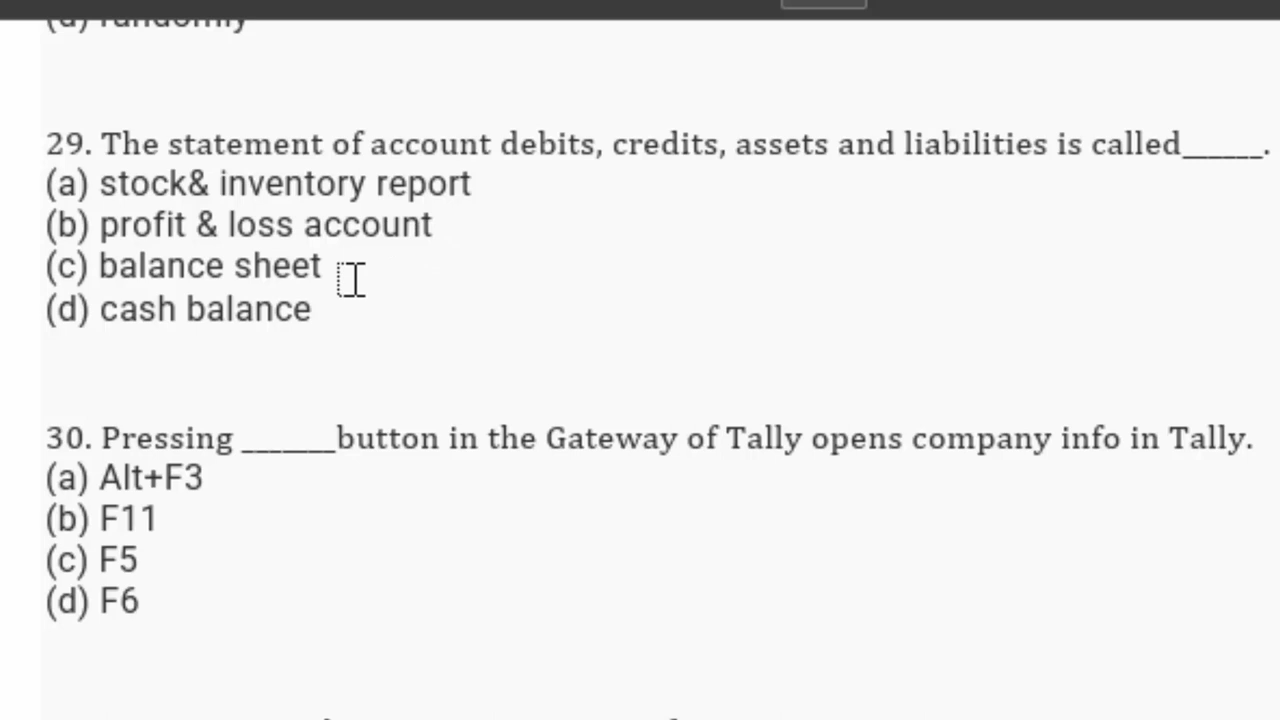 (d) randomly
29. The statement of account debits, credits, assets and liabilities is called______.
(a) stock& inventory report
(b) profit & loss account
(c) balance sheet
(d) cash balance
30. Pressing _______button in the Gateway of Tally opens company info in Tally.
(a) Alt+F3
(b) F11
(c) F5
(d) F6